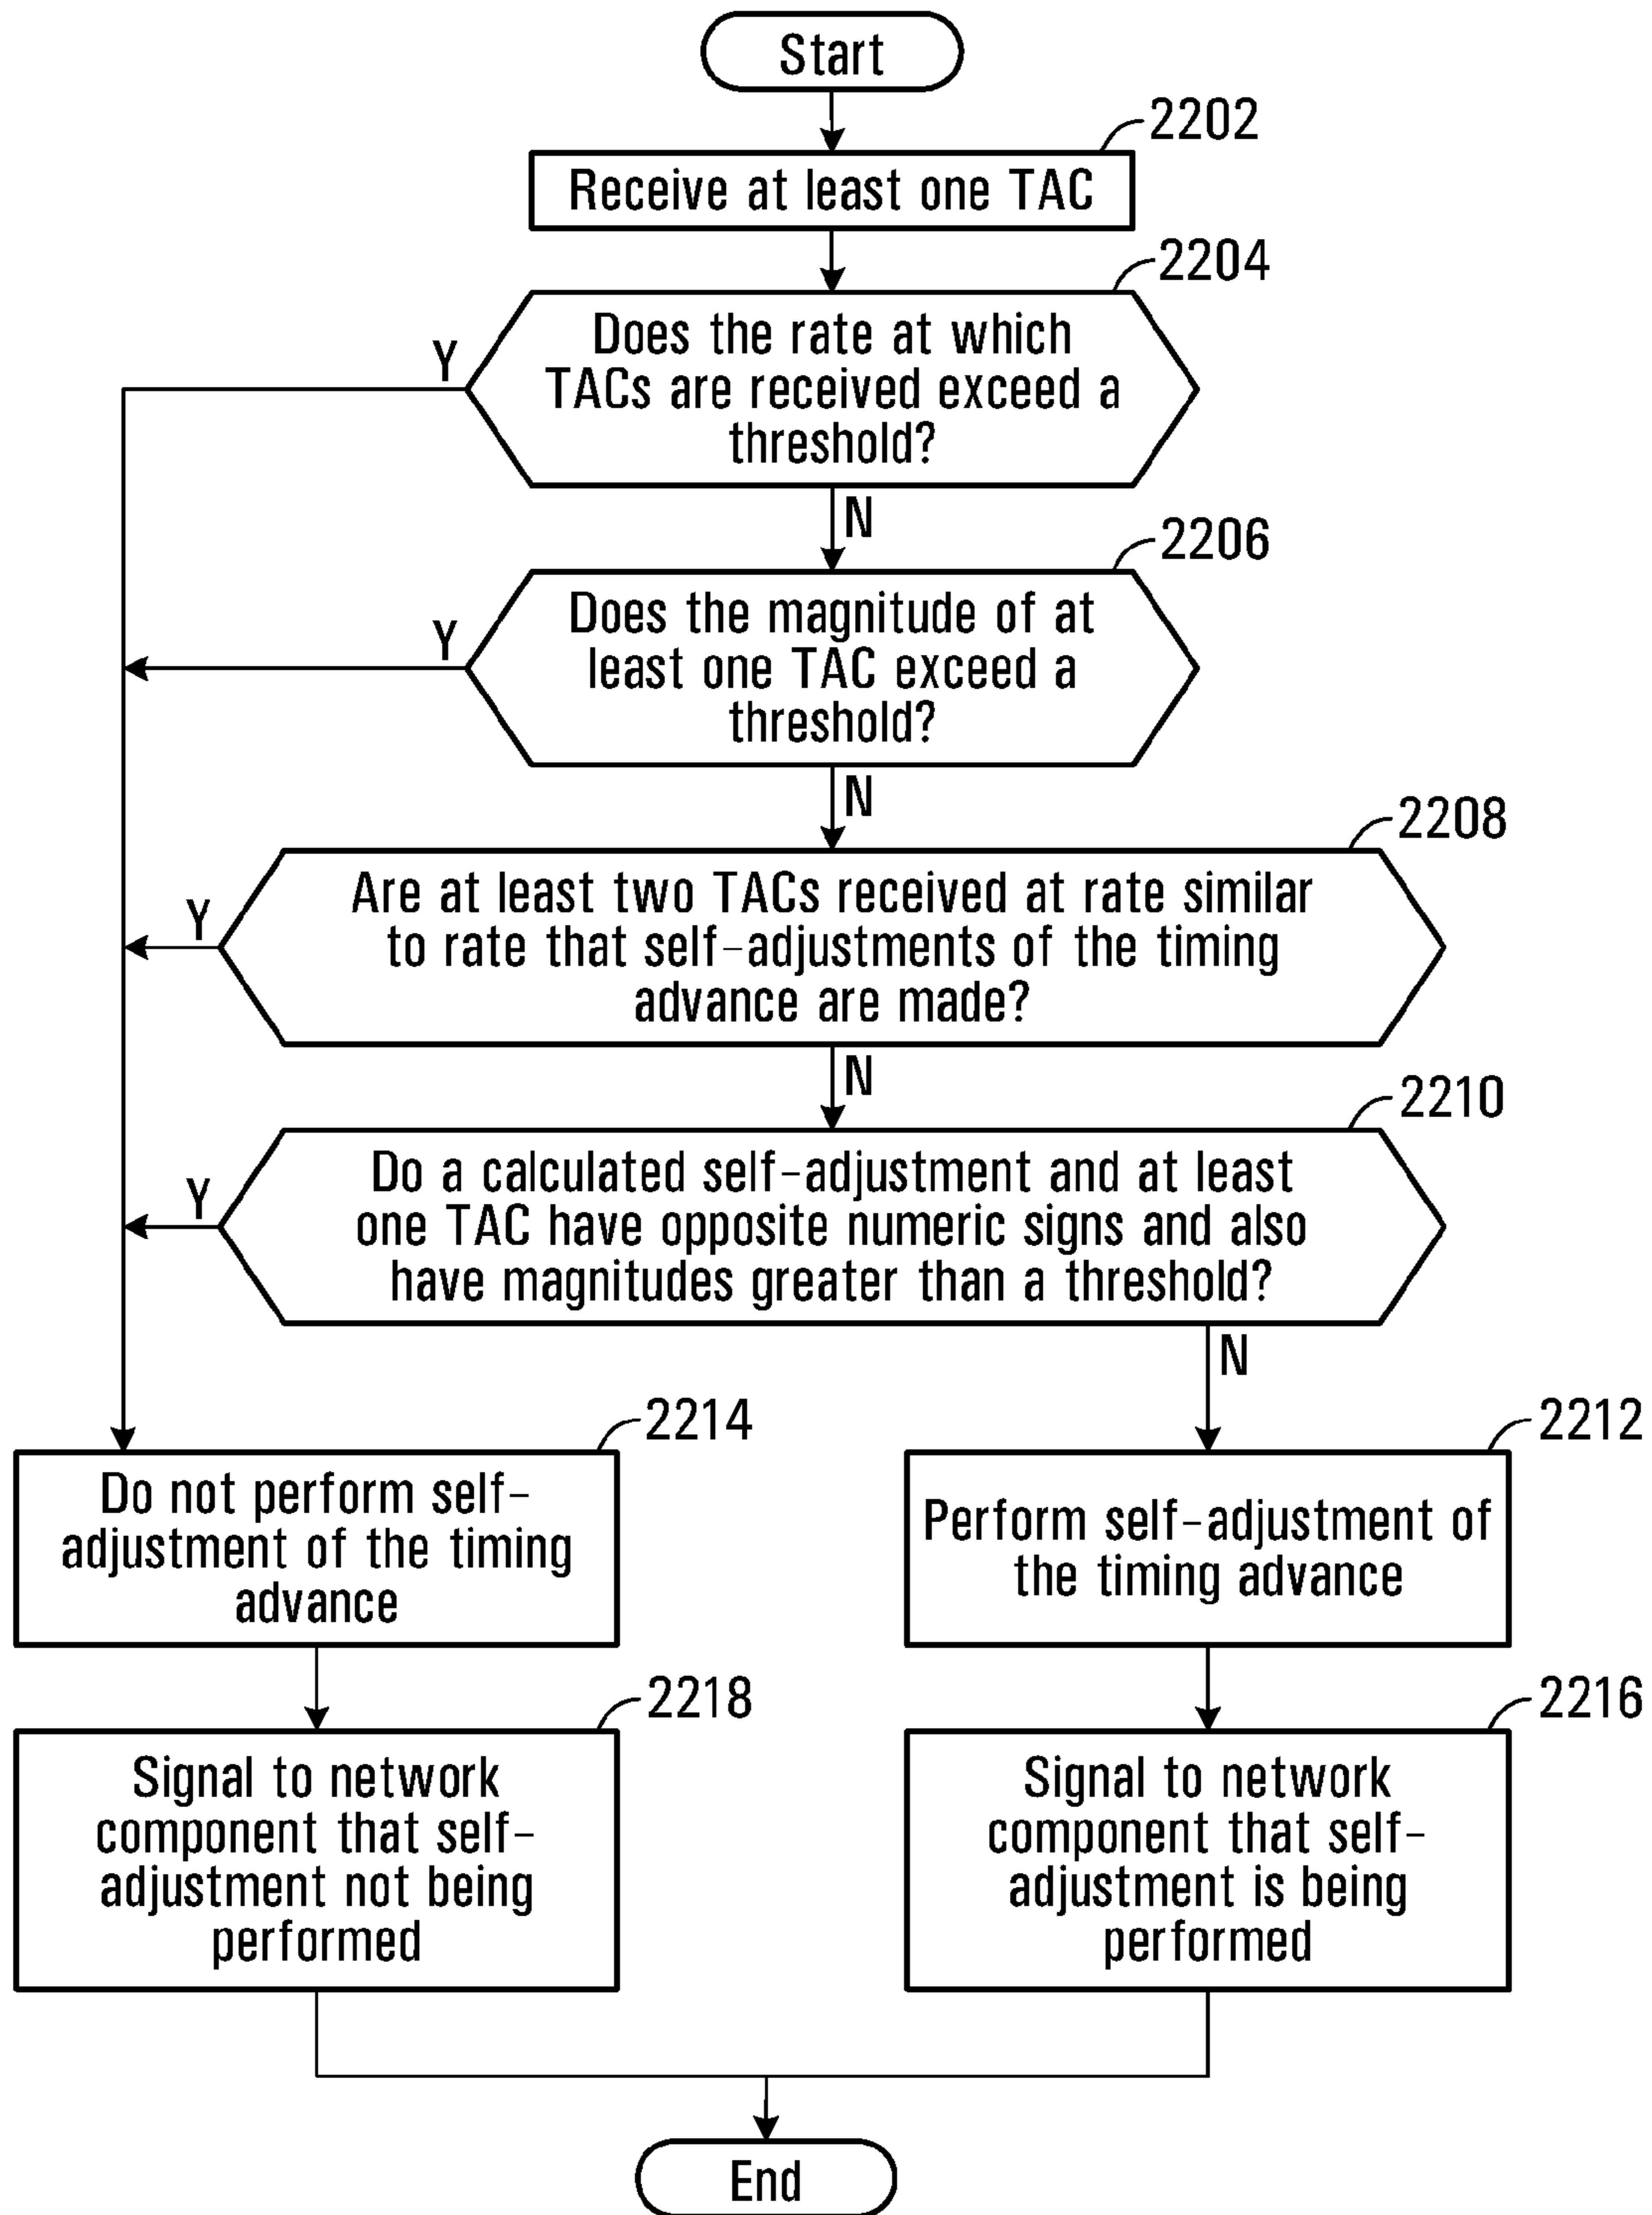 Start
2202
Receive at least one TAC
2204
Does the rate at which
TACs are received exceed a
threshold?
Y
N
2206
Does the magnitude of at
least one TAC exceed a
threshold?
Y
N
2208
Are at least two TACs received at rate similar
to rate that self-adjustments of the timing
advance are made?
Y
N
2210
Do a calculated self-adjustment and at least
one TAC have opposite numeric signs and also
have magnitudes greater than a threshold?
Y
N
2214
Do not perform self-
adjustment of the timing
advance
2212
Perform self-adjustment of
the timing advance
2218
Signal to network
component that self-
adjustment not being
performed
2216
Signal to network
component that self-
adjustment is being
performed
End